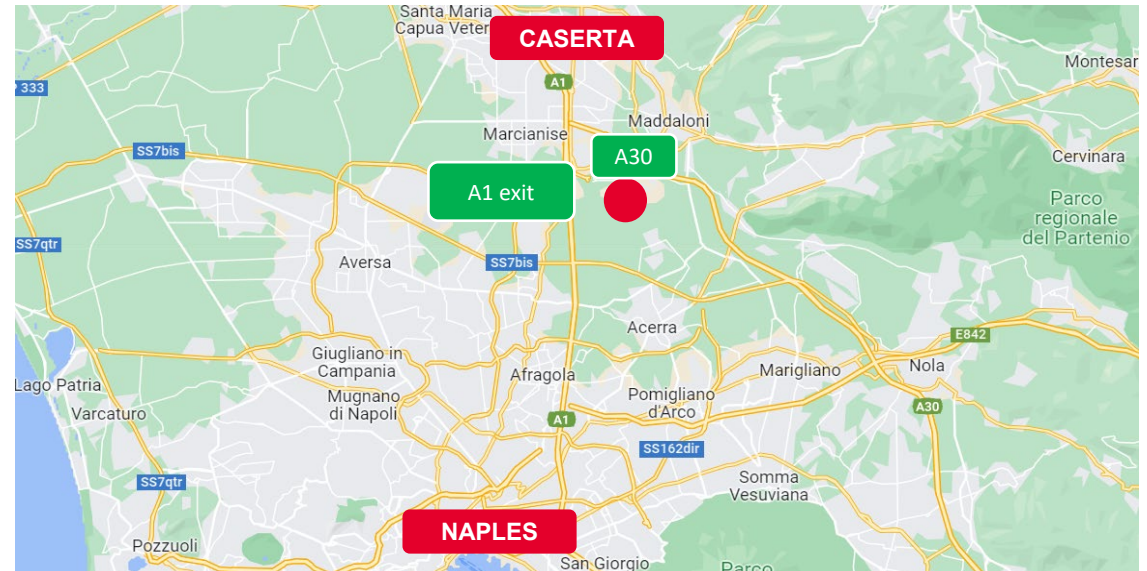 Santa Maria
Capua Veter
CASERTA
Montesar
333
A1
Marcianise
Maddaloni
SS7bis
A30
Cervinara
A1 exit
Parco
regionale
del Partenio
SS7qtr
Aversa
SS7bis
Acerra
E842
Giugliano in
Campania
Afragola
Marigliano
Nola
Lago Patria
Mugnano
di Napoli
Pomigliano
d'Arco
Varcaturo
A1
A30
SS162dir
SS7qtr
Somma
Vesuviana
NAPLES
Pozzuoli
San Giorgio
Parco